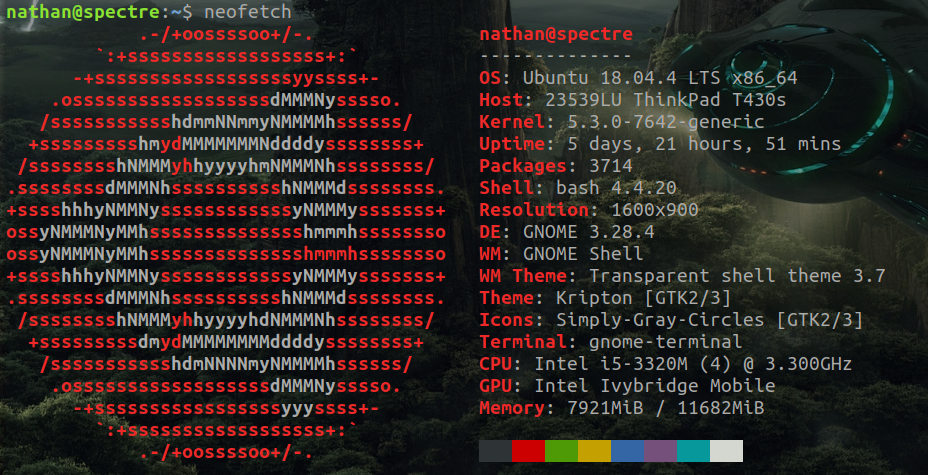 nathan@spectre:~$ neofetch
.-/+oossssoo+/-.
`:+ssssssssssssssssss+:`
-+ssssssssssssssssssyyssss+-
.ossssssssssssssssssdMMMNysssso.
/ssssssssssshdmmNNmmyNMMMMhssssss/
+ssssssssshmydMMMMMMMNddddyssssssss+
/sssssssshNMMMyhhyyyyhmNMMMNhssssssss/
.ssssssssdMMMNhsssssssssshNMMMdssssssss.
+sssshhhyNMMNyssssssssssssyNMMMysssssss+
ossyNMMMNyMMhsssssssssssssshmmmhssssssso
ossyNMMMNyMMhsssssssssssssshmmmhssssssso
+sssshhhyNMMNyssssssssssssyNMMMysssssss+
.ssssssssdMMMNhsssssssssshNMMMdssssssss.
/sssssssshNMMMyhhyyyyhdNMMMNhssssssss/
+sssssssssdmydMMMMMMMMddddyssssssss+
/ssssssssssshdmNNNNmyNMMMMhssssss/
.ossssssssssssssssssdMMMNysssso.
-+sssssssssssssssssyyyssss+-
`:+ssssssssssssssssss+:`
.-/+oossssoo+/-.
nathan@spectre
--------------
OS: Ubuntu 18.04.4 LTS x86_64
Host: 23539LU ThinkPad T430s
Kernel: 5.3.0-7642-generic
Uptime: 5 days, 21 hours, 51 mins
Packages: 3714
Shell: bash 4.4.20
Resolution: 1600x900
DE: GNOME 3.28.4
WM: GNOME Shell
WM Theme: Transparent shell theme 3.7
Theme: Kripton [GTK2/3]
Icons: Simply-Gray-Circles [GTK2/3]
Terminal: gnome-terminal
CPU: Intel i5-3320M (4) @ 3.300GHz
GPU: Intel Ivybridge Mobile
Memory: 7921MiB / 11682MiB